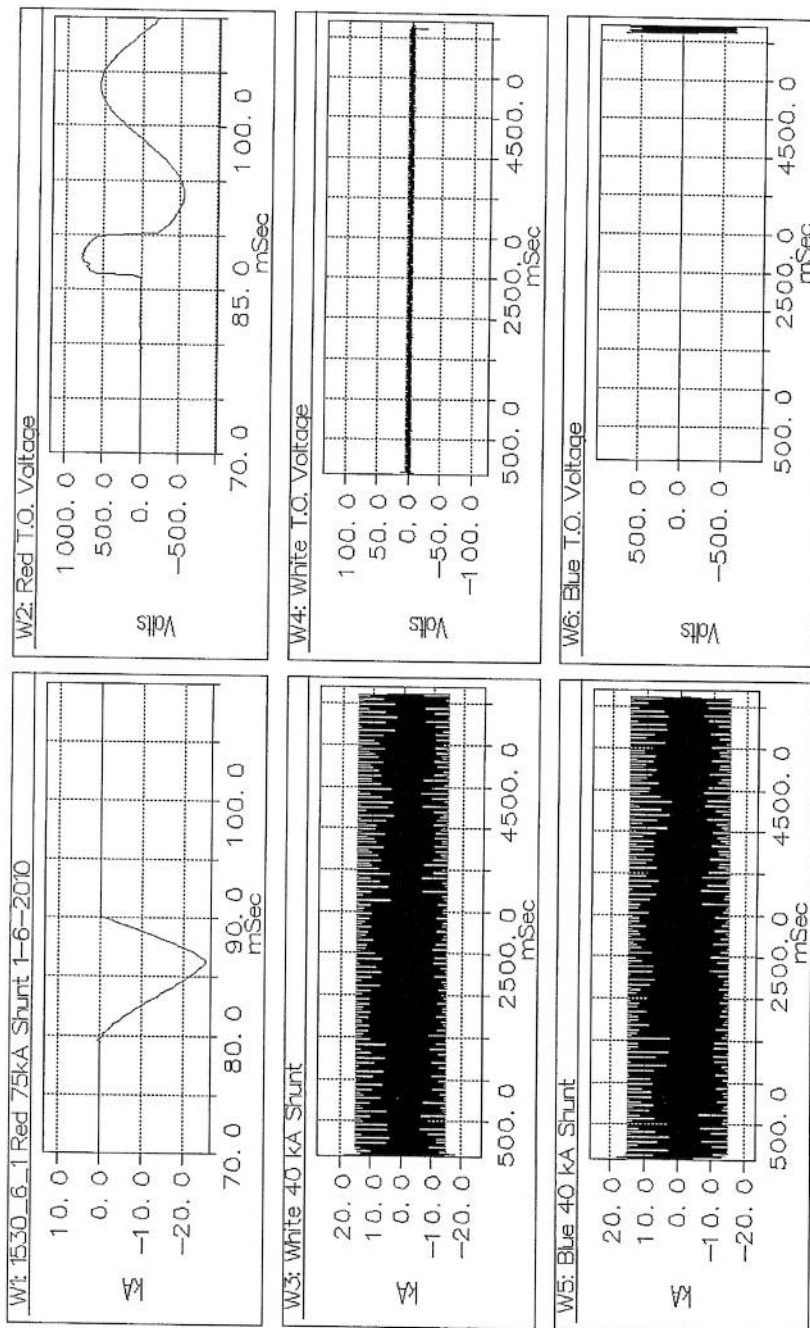 W1: 1530_6_1 Red 75kA Shunt 1-6-2010
kA
10. 0
0. 0
-10. 0
-20. 0
70. 0
80. 0
90. 0
100. 0
mSec
W2: Red T.O. Voltage
Volts
1000. 0
500. 0
0. 0
-500. 0
70. 0
85. 0
100. 0
mSec
W3: White 40 kA Shunt
kA
20. 0
10. 0
0. 0
-10. 0
-20. 0
500. 0
2500. 0
4500. 0
mSec
W4: White T.O. Voltage
Volts
100. 0
50. 0
0. 0
-50. 0
-100. 0
500. 0
2500. 0
4500. 0
mSec
W5: Blue 40 kA Shunt
kA
20. 0
10. 0
0. 0
-10. 0
-20. 0
500. 0
2500. 0
4500. 0
mSec
W6: Blue T.O. Voltage
Volts
500. 0
0. 0
-500. 0
500. 0
2500. 0
4500. 0
mSec